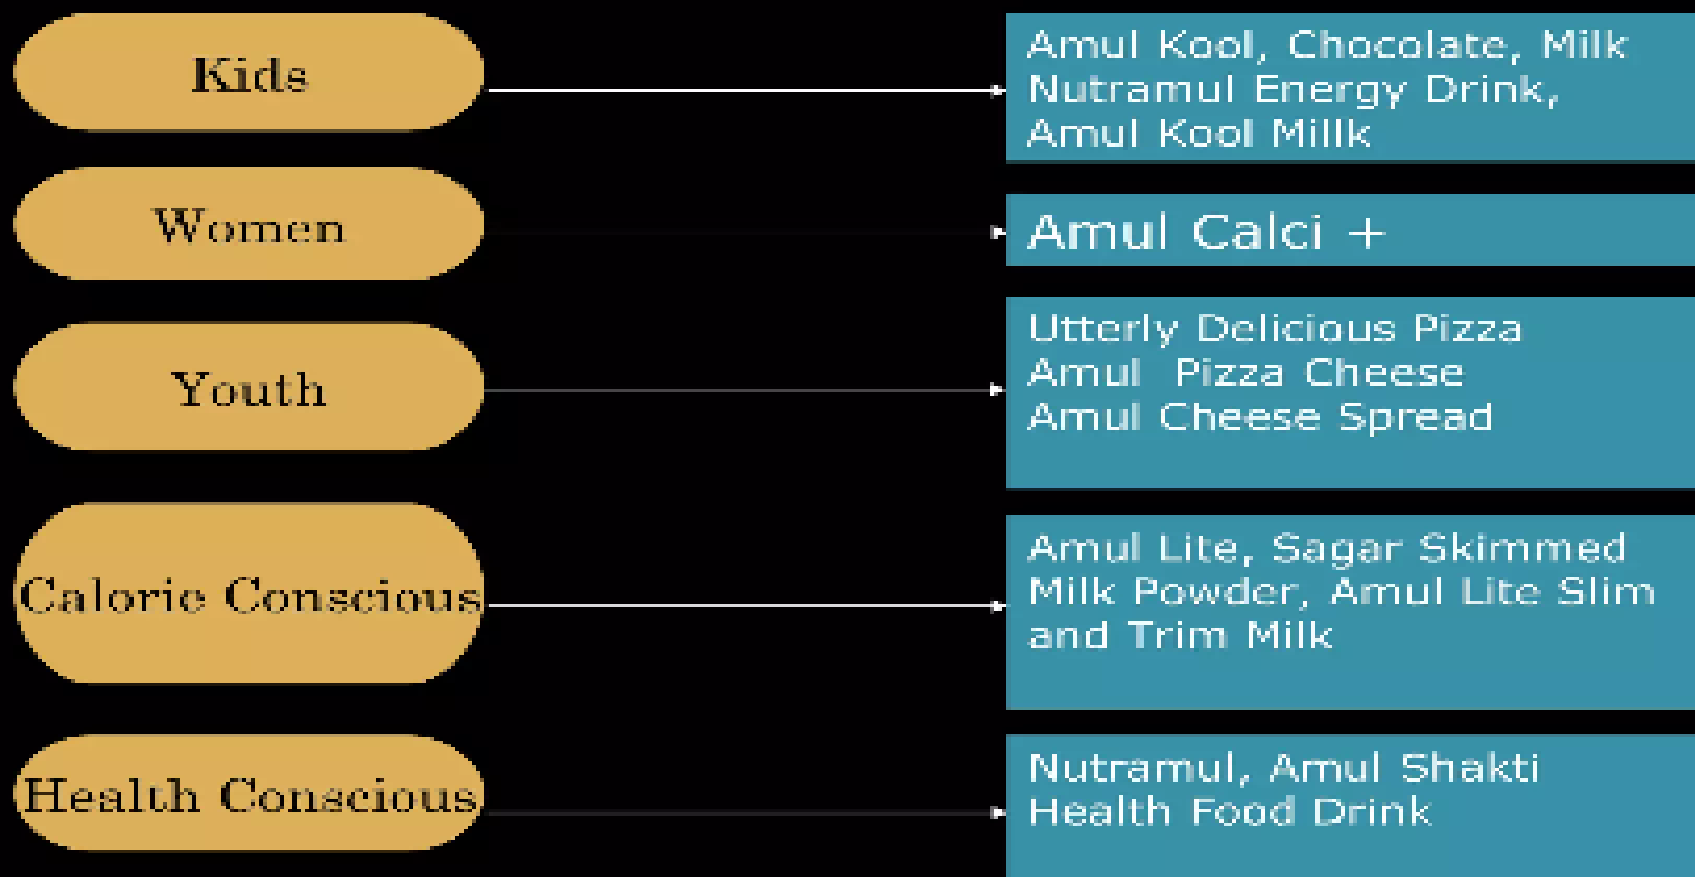 Kids
Amul Kool, Chocolate, Milk
Nutramul Energy Drink,
Amul Kool Millk
Women
Amul Calci +
Youth
Utterly Delicious Pizza
Amul Pizza Cheese
Amul Cheese Spread
Calorie Conscious
Amul Lite, Sagar Skimmed
Milk Powder, Amul Lite Slim
and Trim Milk
Health Conscious
Nutramul, Amul Shakti
Health Food Drink